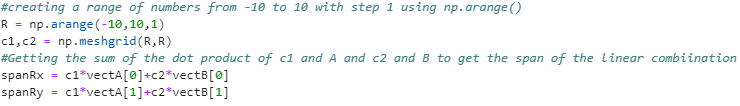 #creating a range of numbers from -10 to 10 with step 1 using np.arange()
R = np.arange(-10,10,1)
c1,c2 = np.meshgrid(R,R)
#Getting the sum of the dot product of c1 and A and c2 and B to get the span of the linear combiination
spanRx = c1*vectA[0]+c2*vectB[0]
spanRy = c1*vectA[1]+c2*vectB[1]